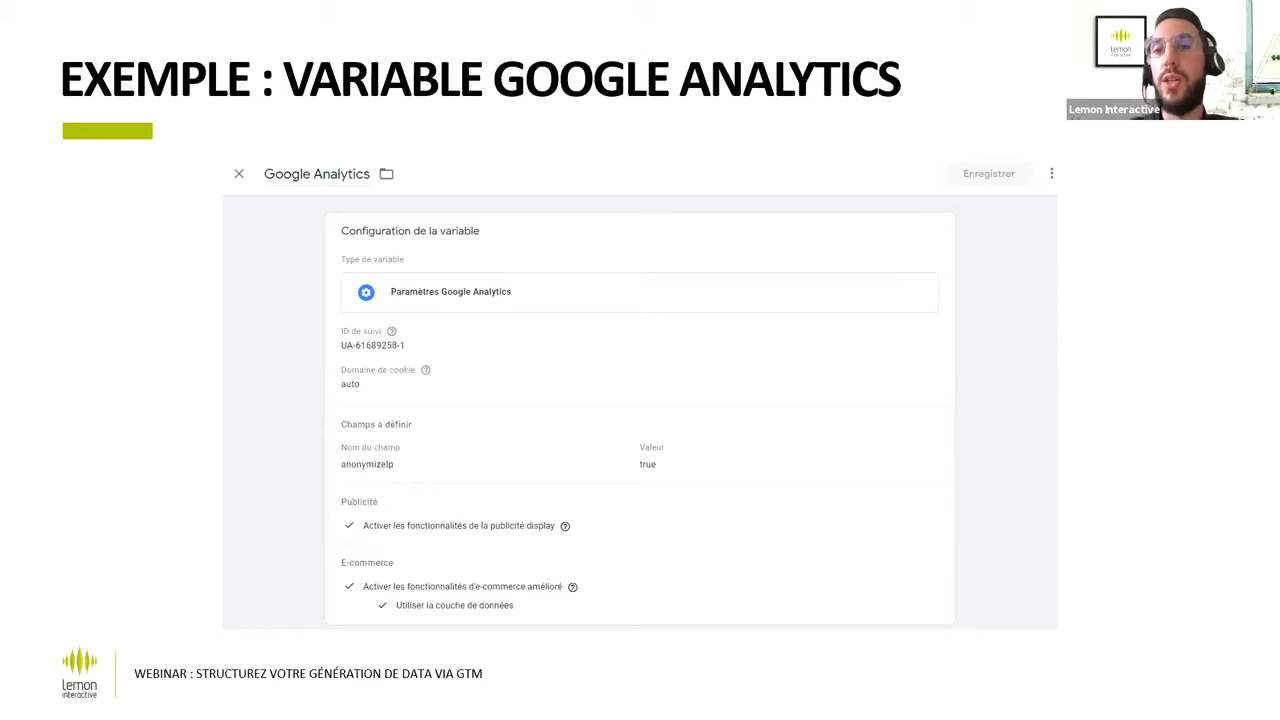 EXEMPLE : VARIABLE GOOGLE ANALYTICS
lemon
interactive
Lemon Interactive
Google Analytics
Enregistrer
Configuration de la variable
Type de variable
Paramètres Google Analytics
ID de suivi
UA-61689258-1
Domaine de cookie
auto
Champs à définir
Nom du champ Valeur
anonymizeIp true
Publicité
Activer les fonctionnalités de la publicité display
E-commerce
Activer les fonctionnalités d'e-commerce amélioré
Utiliser la couche de données
lemon
interactive
WEBINAR : STRUCTUREZ VOTRE GÉNÉRATION DE DATA VIA GTM